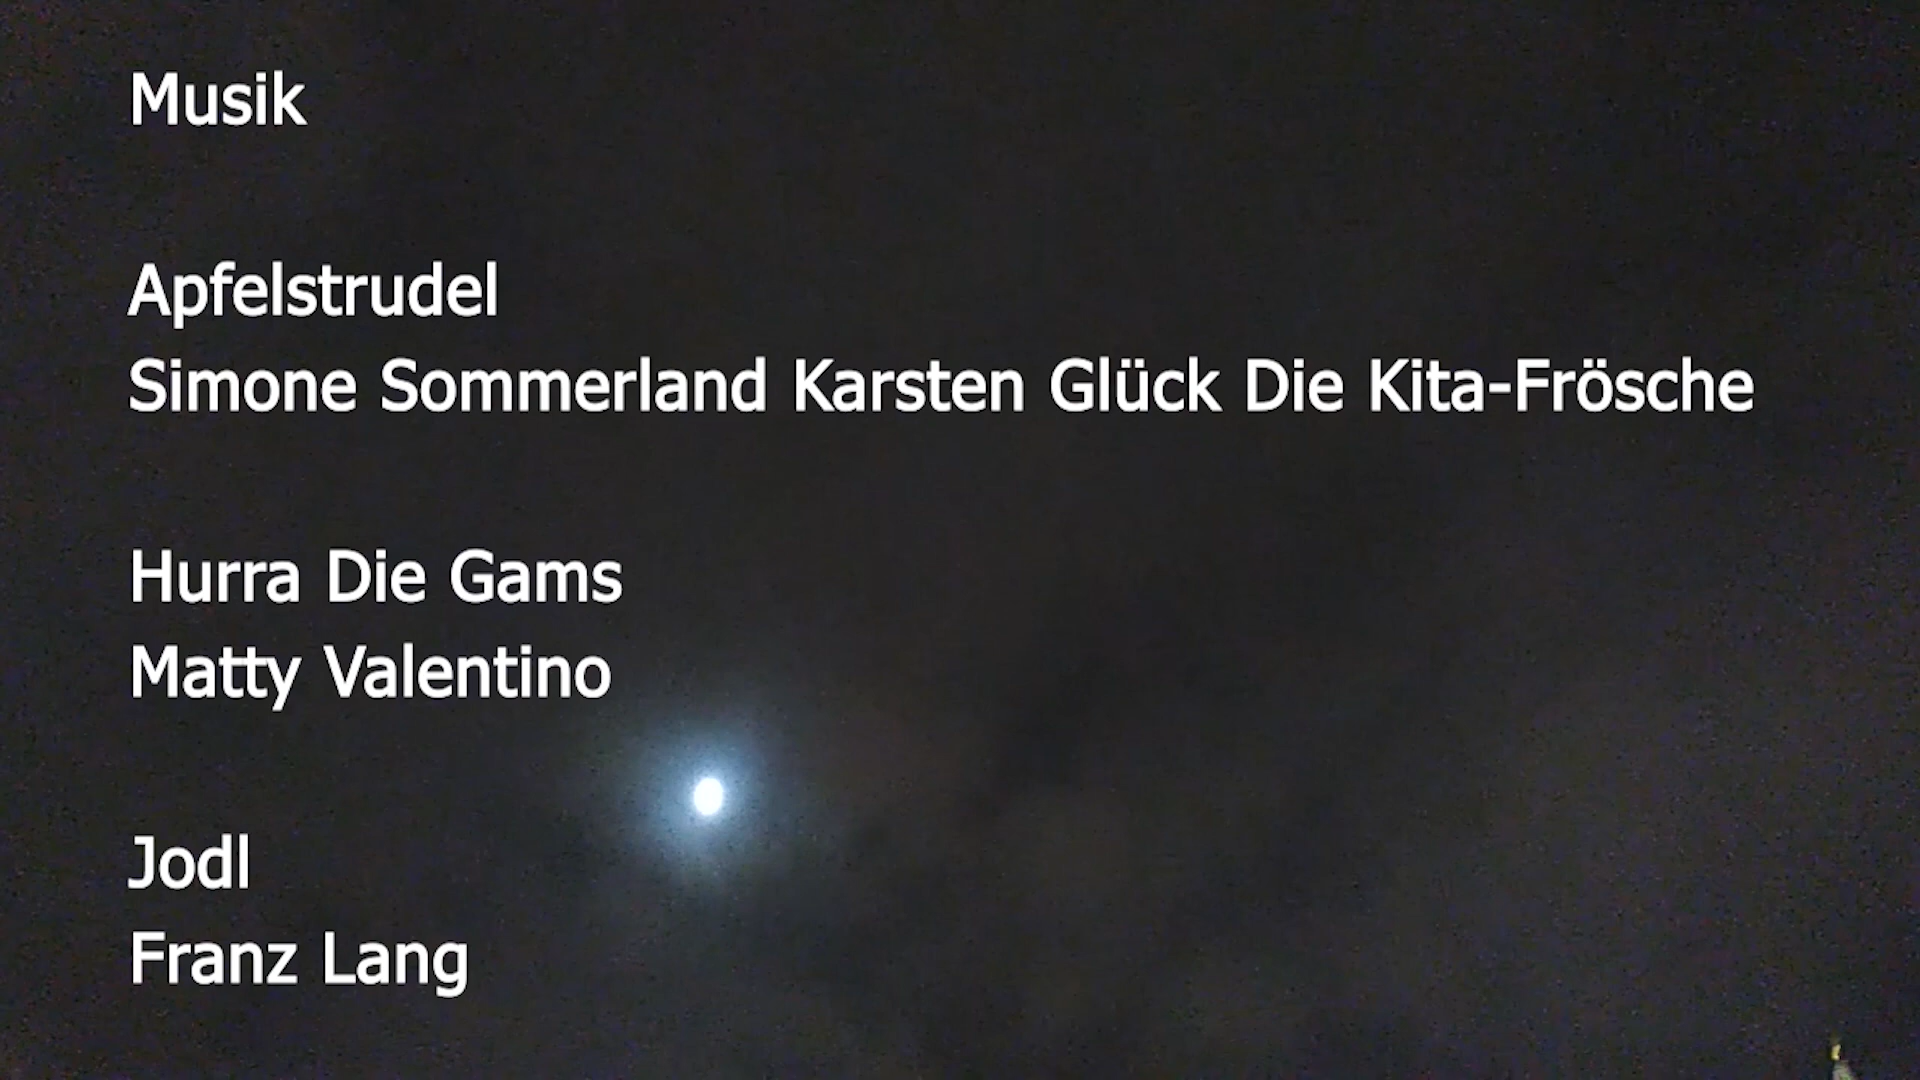 Musik
Apfelstrudel
Simone Sommerland Karsten Glück Die Kita-Frösche
Hurra Die Gams
Matty Valentino
Jodl
Franz Lang